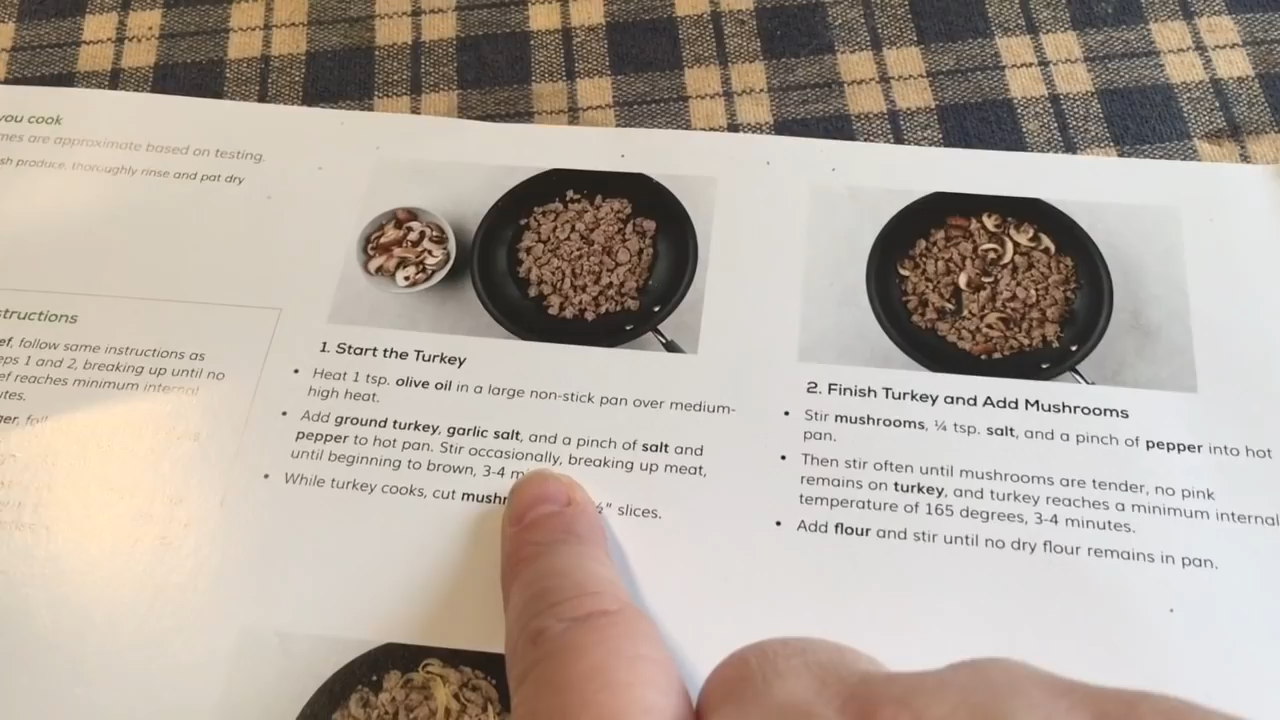 you cook
mes are approximate based on testing.
sh produce, thoroughly rinse and pat dry
structions
ef, follow same instructions as
eps 1 and 2, breaking up until no
ef reaches minimum internal
utes.
ger,
1. Start the Turkey
• Heat 1 tsp. olive oil in a large non-stick pan over medium-
high heat.
• Add ground turkey, garlic salt, and a pinch of salt and
pepper to hot pan. Stir occasionally, breaking up meat,
until beginning to brown, 3-4 m
• While turkey cooks, cut mushr ½" slices.
2. Finish Turkey and Add Mushrooms
• Stir mushrooms, ¼ tsp. salt, and a pinch of pepper into hot
pan.
• Then stir often until mushrooms are tender, no pink
remains on turkey, and turkey reaches a minimum internal
temperature of 165 degrees, 3-4 minutes.
• Add flour and stir until no dry flour remains in pan.